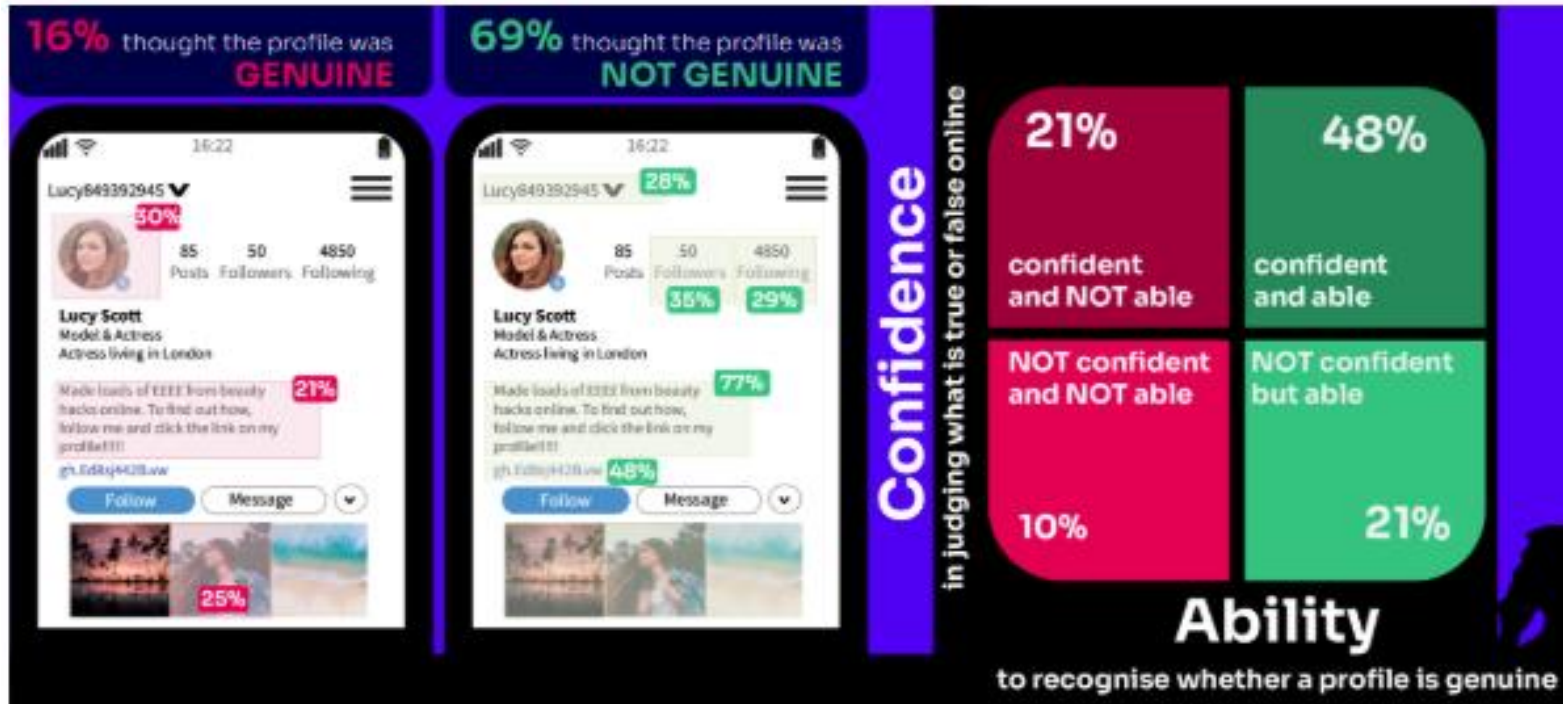 16% thought the profile was
GENUINE
16:22
Lucy849392945
30%
85 50 4850
Posts Followers Following
Lucy Scott
Model & Actress
Actress living in London
Made loads of ££££ from beauty
hacks online. To find out how,
follow me and click the link on my
profile!!!!
21%
Follow Message
25%
69% thought the profile was
NOT GENUINE
16:22
Lucy849392945
28%
85 50 4850
Posts Followers Following
35% 29%
Lucy Scott
Model & Actress
Actress living in London
77%
Made loads of ££££ from beauty
hacks online. To find out how,
follow me and click the link on my
profile!!!!
48%
Follow Message
Confidence
in judging what is true or false online
21%
confident
and NOT able
48%
confident
and able
NOT confident
and NOT able
10%
NOT confident
but able
21%
Ability
to recognise whether a profile is genuine